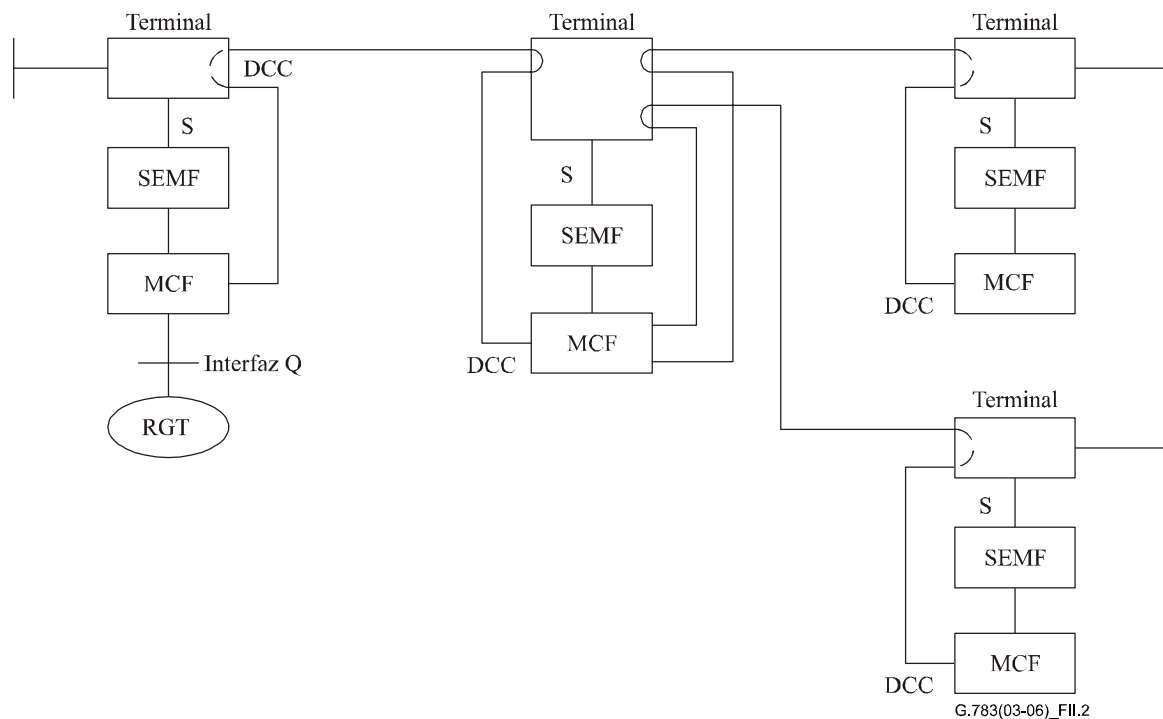 Terminal
Terminal
Terminal
DCC
S
S
S
SEMF
SEMF
SEMF
MCF
MCF
MCF
DCC
DCC
Interfaz Q
RGT
Terminal
S
SEMF
MCF
DCC
G.783(03-06)_FII.2